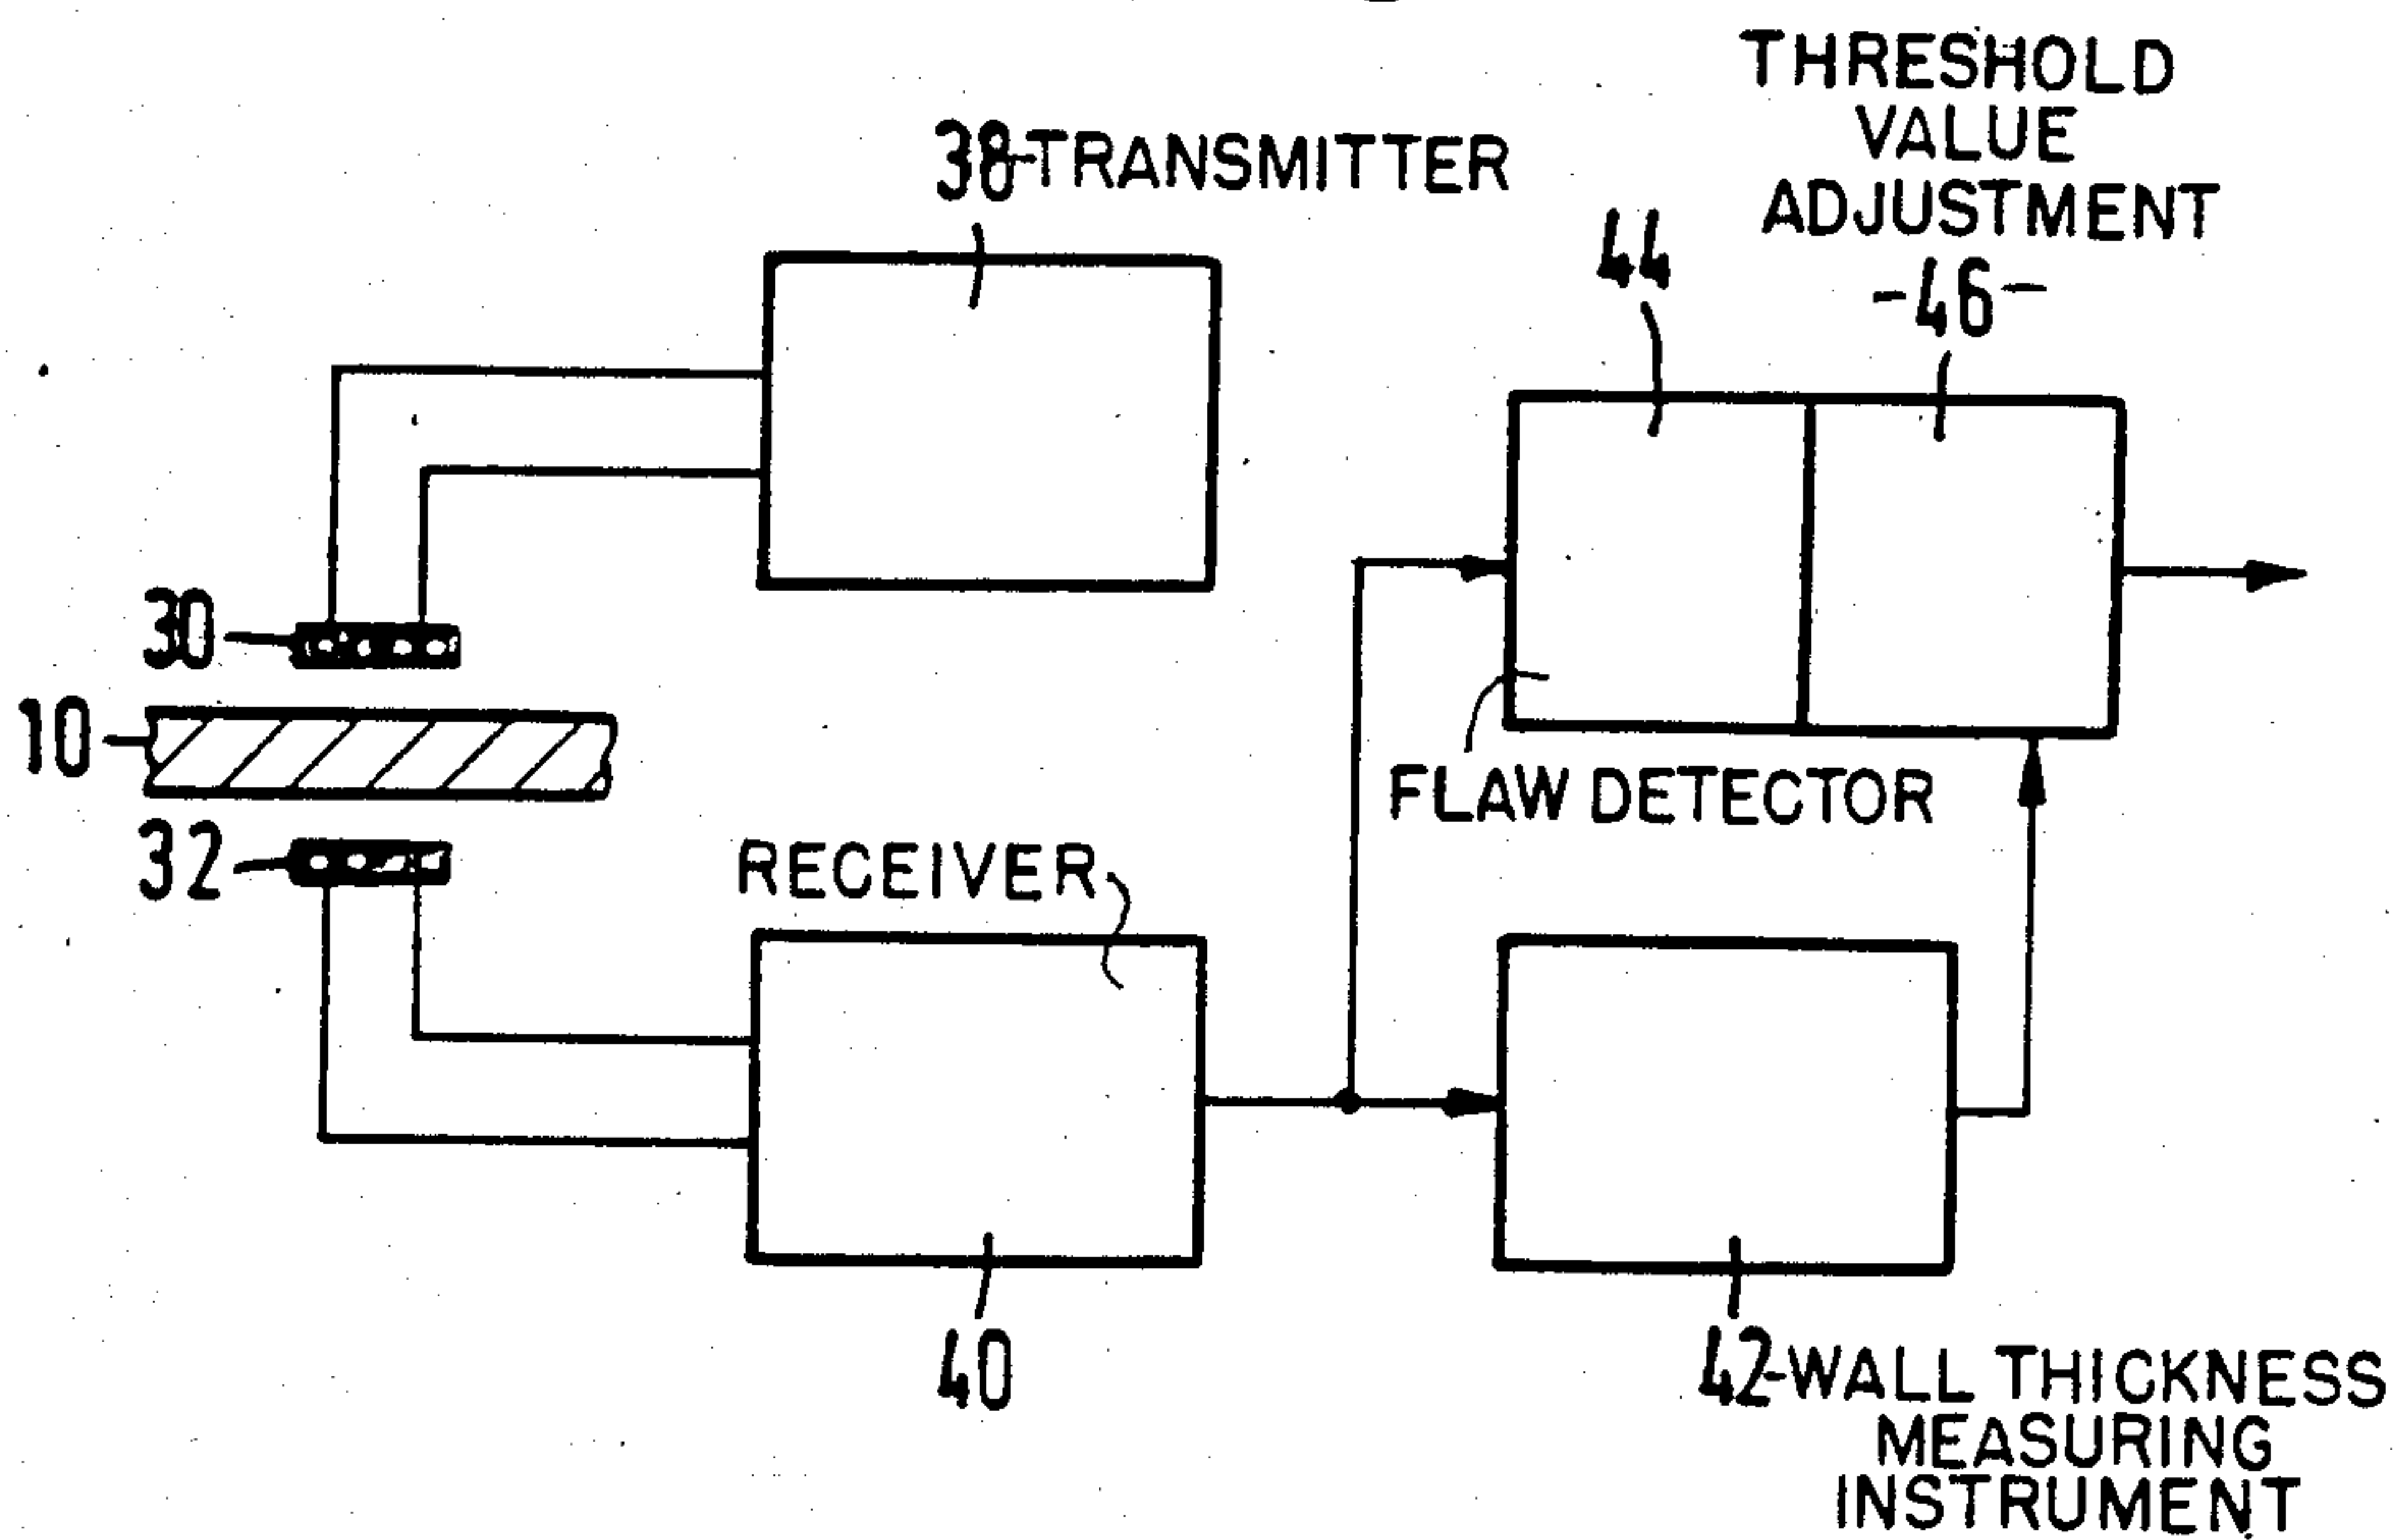 THRESHOLD
VALUE
ADJUSTMENT
-46-
38-TRANSMITTER
44
30
10
32
FLAW DETECTOR
RECEIVER
40
42-WALL THICKNESS
MEASURING
INSTRUMENT